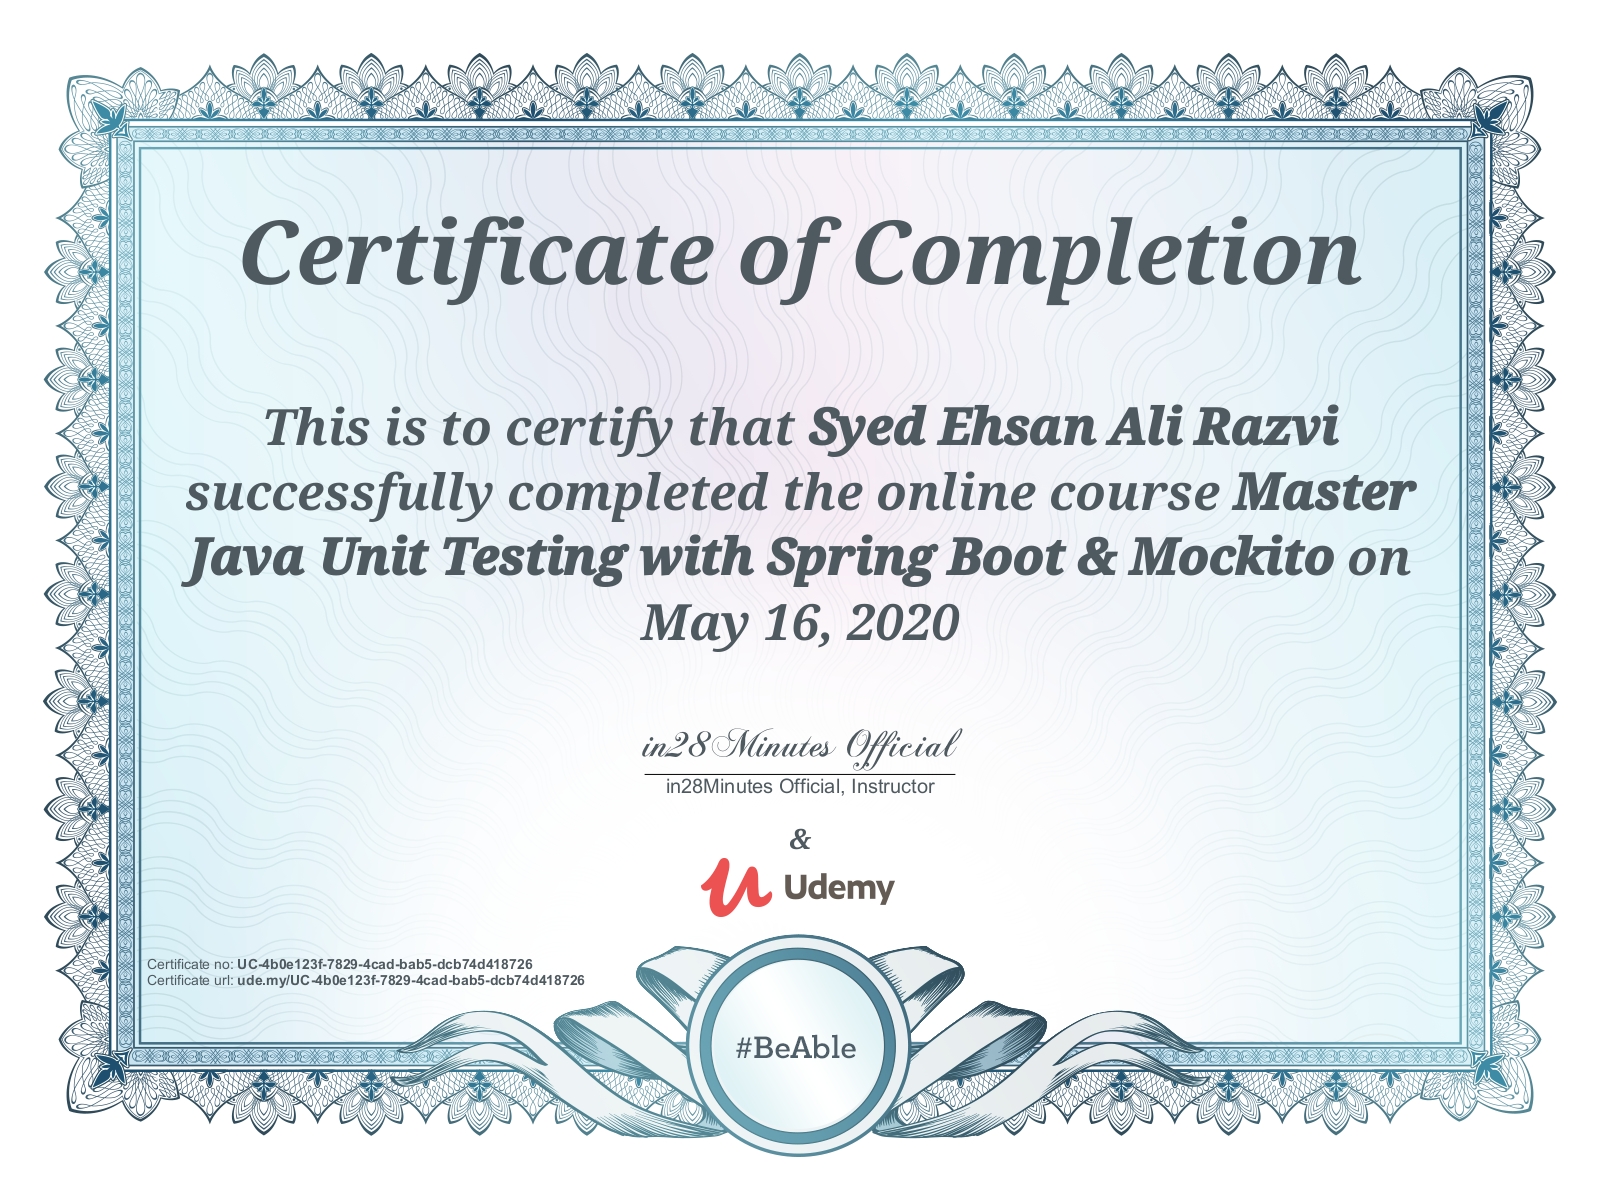 Certificate of Completion
This is to certify that Syed Ehsan Ali Razvi
successfully completed the online course Master
Java Unit Testing with Spring Boot & Mockito on
May 16, 2020
in28Minutes Official
in28Minutes Official, Instructor
&
Udemy
Certificate no: UC-4b0e123f-7829-4cad-bab5-dcb74d418726
Certificate url: ude.my/UC-4b0e123f-7829-4cad-bab5-dcb74d418726
#BeAble